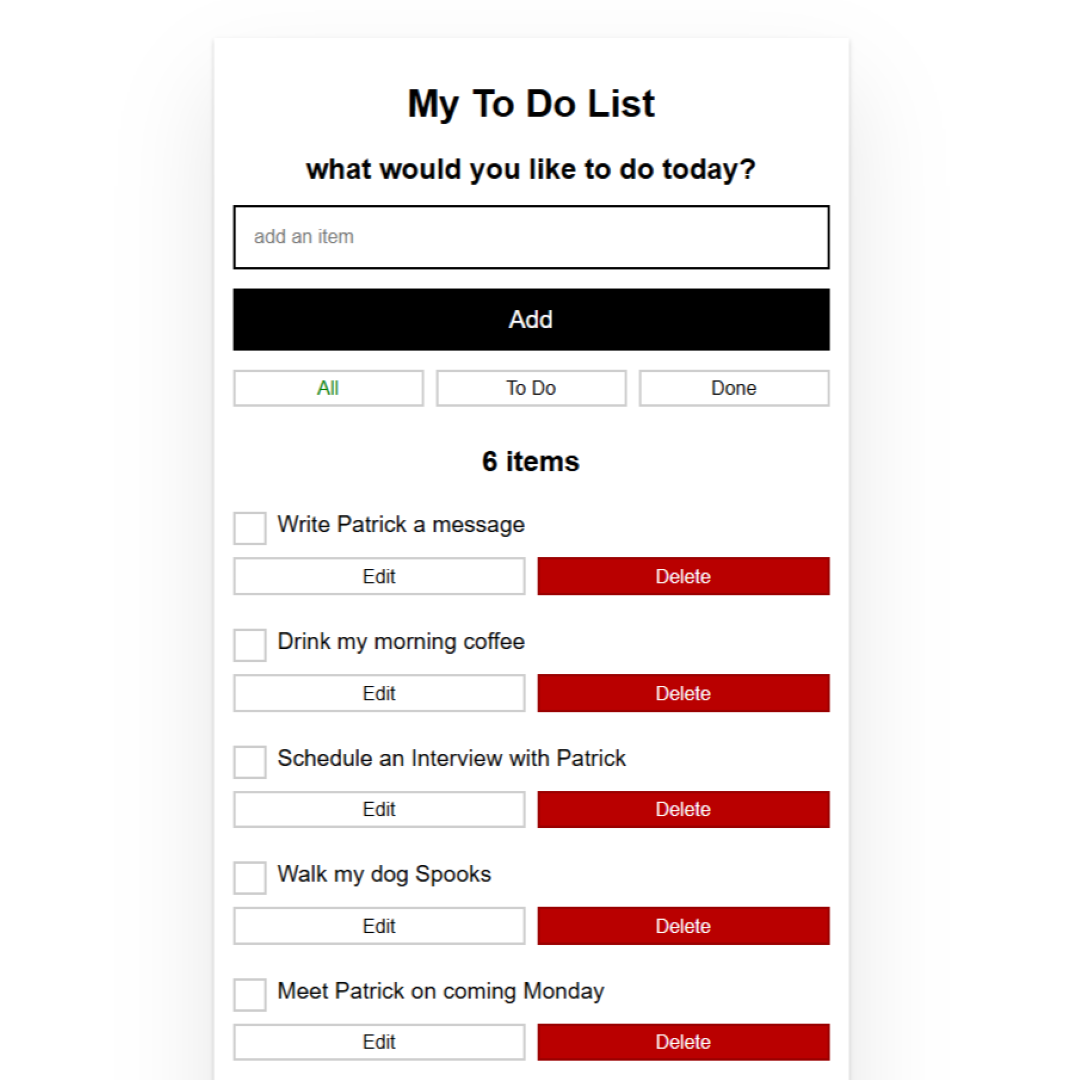 My To Do List
what would you like to do today?
add an item
Add
All To Do Done
6 items
Write Patrick a message
Edit Delete
Drink my morning coffee
Edit Delete
Schedule an Interview with Patrick
Edit Delete
Walk my dog Spooks
Edit Delete
Meet Patrick on coming Monday
Edit Delete